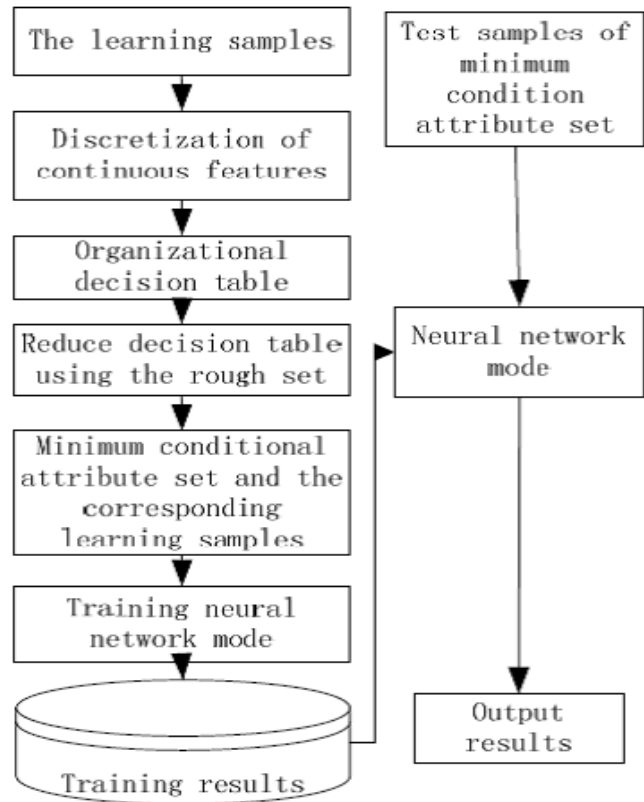 The learning samples
Discretization of
continuous features
Organizational
decision table
Reduce decision table
using the rough set
Minimum conditional
attribute set and the
corresponding
learning samples
Training neural
network mode
Training results
Test samples of
minimum
condition
attribute set
Neural network
mode
Output
results